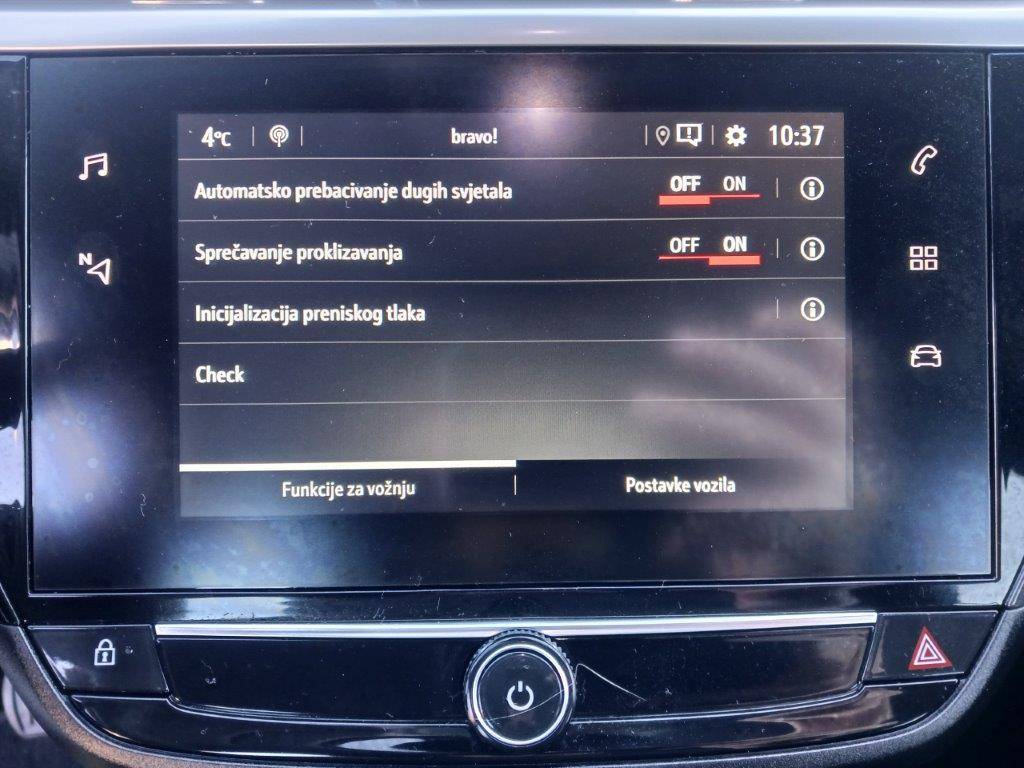 4°C bravo! 10:37
Automatsko prebacivanje dugih svjetala OFF ON
Sprečavanje proklizavanja OFF ON
Inicijalizacija preniskog tlaka
Check
Funkcije za vožnju Postavke vozila
N